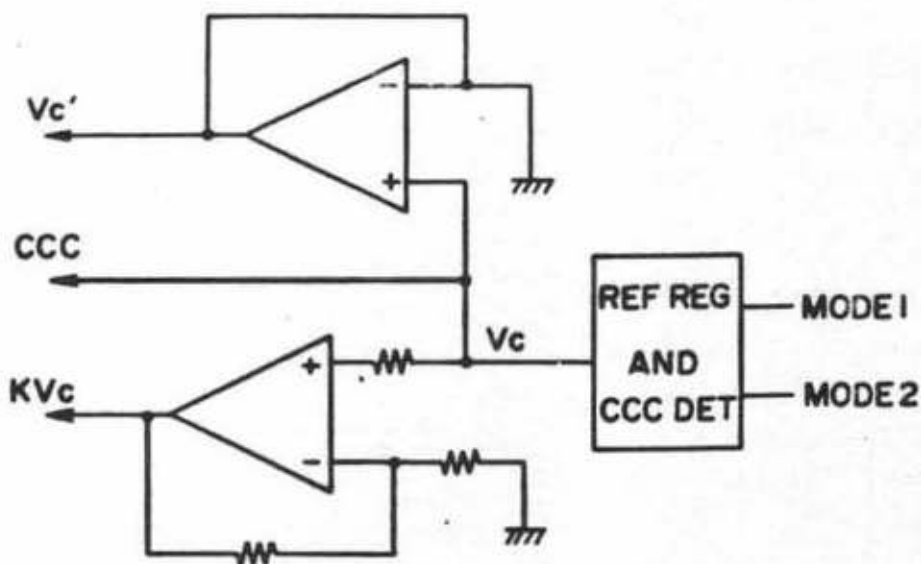 Vc'
CCC
KVc
Vc
REF REG
AND
CCC DET
MODE1
MODE2
-
+
+
-